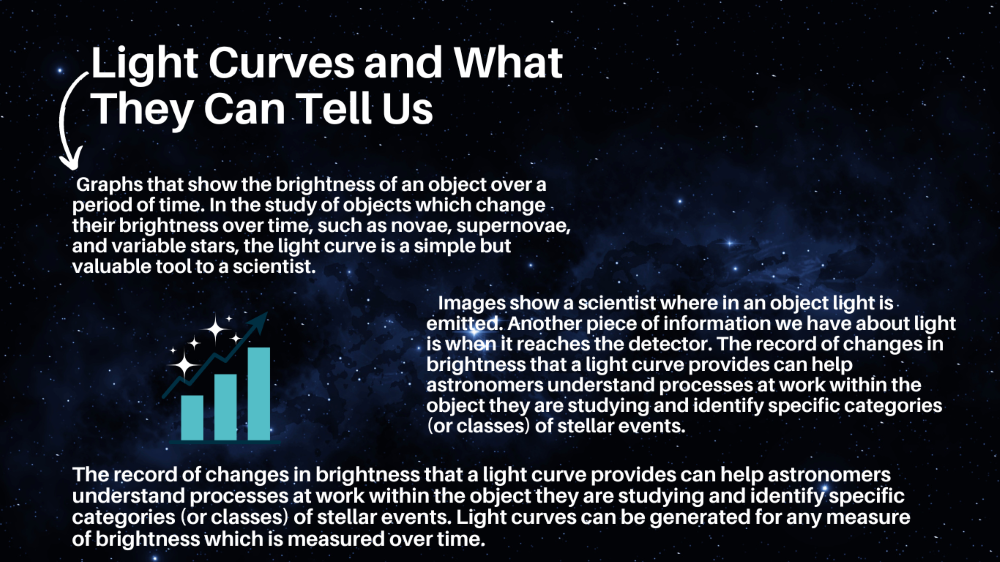 Light Curves and What
They Can Tell Us
Graphs that show the brightness of an object over a
period of time. In the study of objects which change
their brightness over time, such as novae, supernovae,
and variable stars, the light curve is a simple but
valuable tool to a scientist.
Images show a scientist where in an object light is
emitted. Another piece of information we have about light
is when it reaches the detector. The record of changes in
brightness that a light curve provides can help
astronomers understand processes at work within the
object they are studying and identify specific categories
(or classes) of stellar events.
The record of changes in brightness that a light curve provides can help astronomers
understand processes at work within the object they are studying and identify specific
categories (or classes) of stellar events. Light curves can be generated for any measure
of brightness which is measured over time.